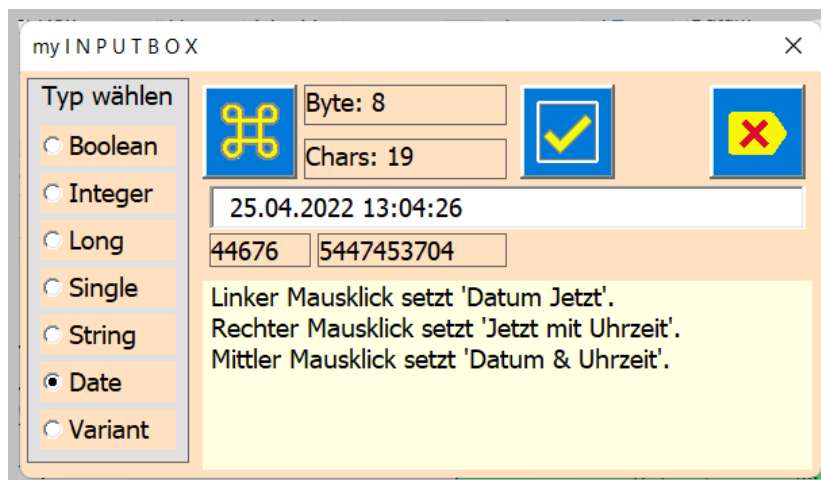 my I N P U T B O X
Typ wählen
Boolean
Integer
Long
Single
String
Date
Variant
Byte: 8
Chars: 19
25.04.2022 13:04:26
44676 5447453704
Linker Mausklick setzt 'Datum Jetzt'.
Rechter Mausklick setzt 'Jetzt mit Uhrzeit'.
Mittler Mausklick setzt 'Datum & Uhrzeit'.